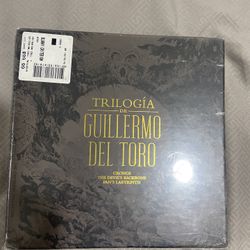 TRILOGÍA
DE
GUILLERMO
DEL TORO
CRONOS
THE DEVIL'S BACKBONE
PAN'S LABYRINTH